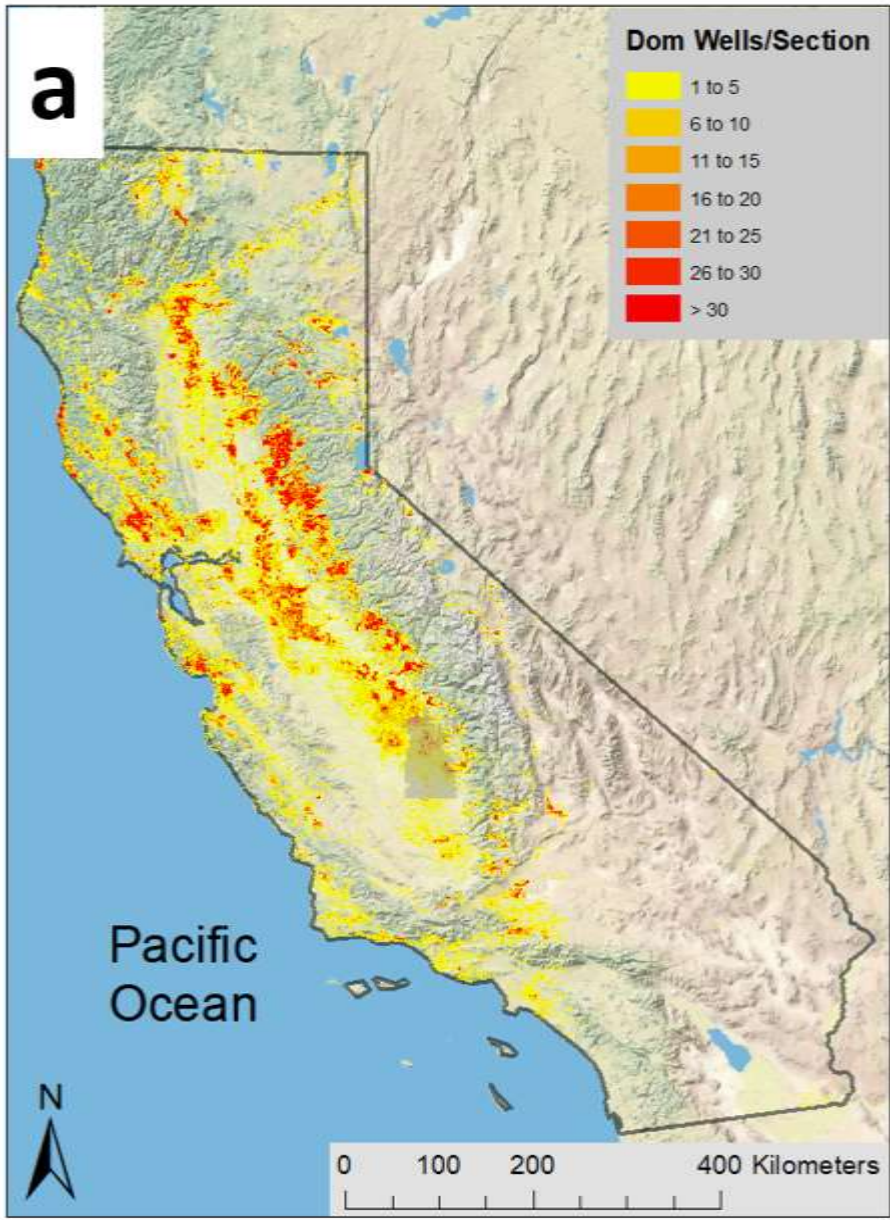 a
Dom Wells/Section
1 to 5
6 to 10
11 to 15
16 to 20
21 to 25
26 to 30
> 30
Pacific
Ocean
N
0 100 200 400 Kilometers